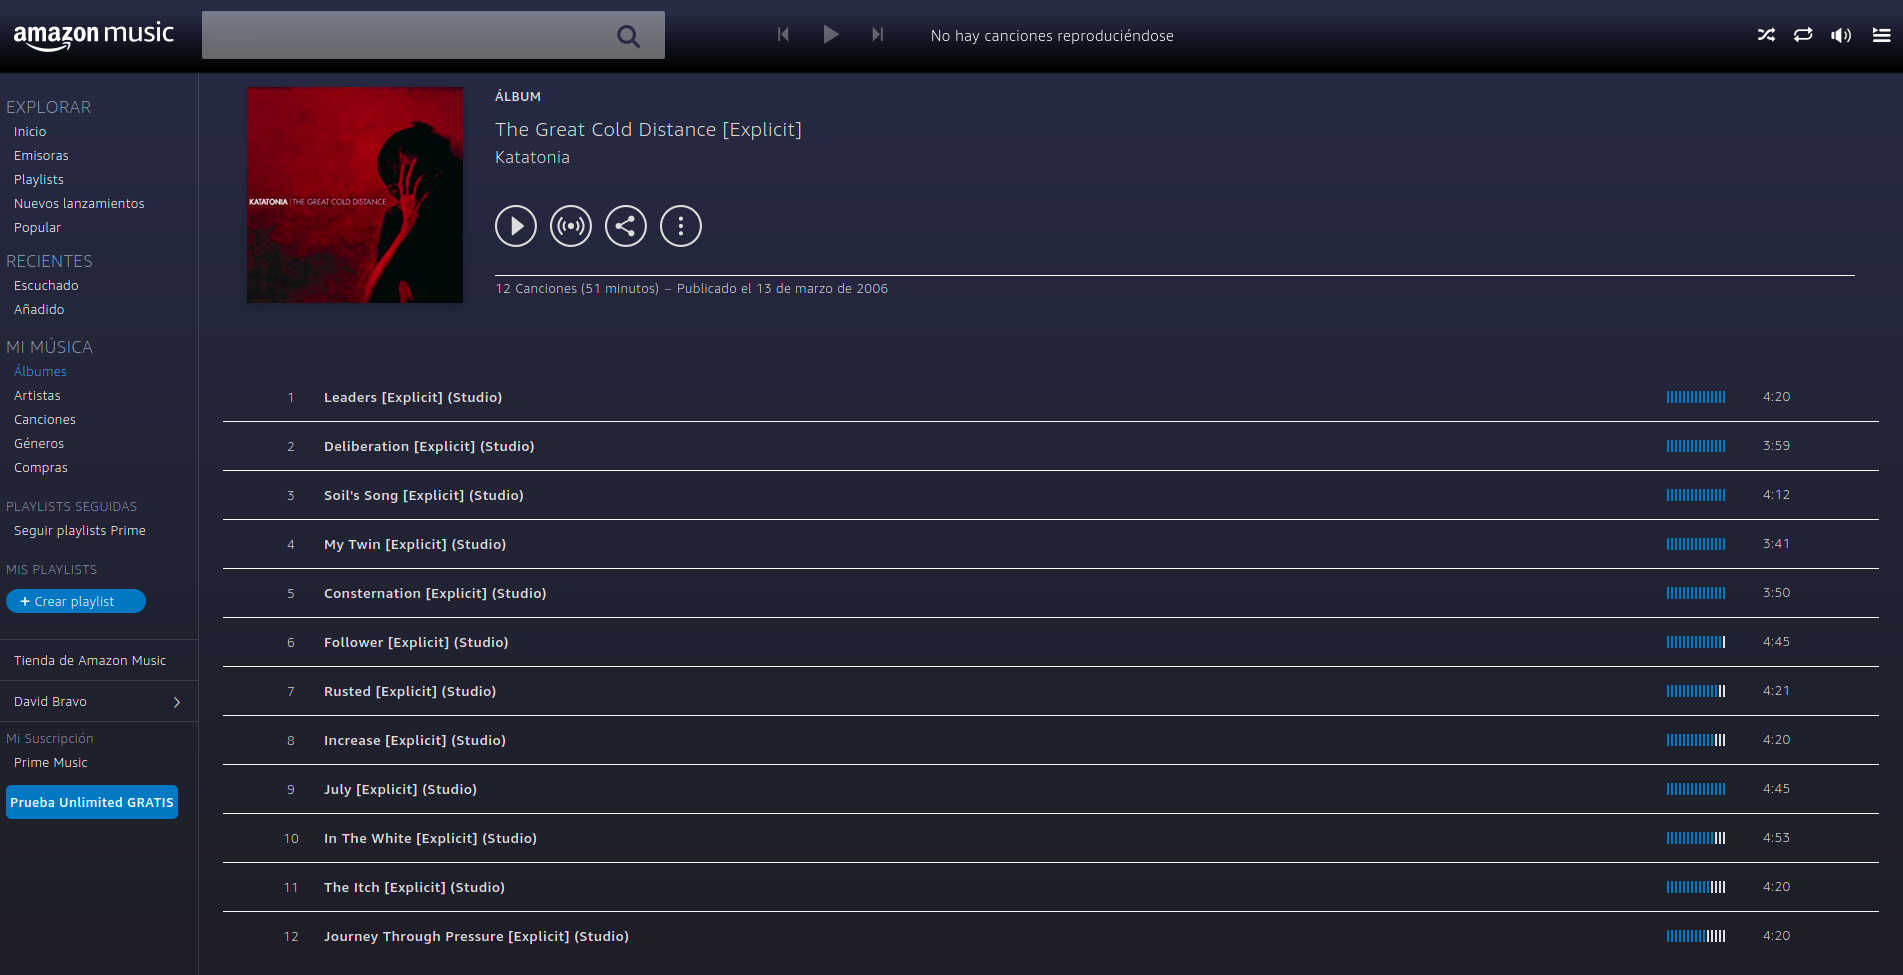 amazon music
No hay canciones reproduciéndose
EXPLORAR
Inicio
Emisoras
Playlists
Nuevos lanzamientos
Popular
RECIENTES
Escuchado
Añadido
MI MÚSICA
Álbumes
Artistas
Canciones
Géneros
Compras
PLAYLISTS SEGUIDAS
Seguir playlists Prime
MIS PLAYLISTS
+ Crear playlist
Tienda de Amazon Music
David Bravo
Mi Suscripción
Prime Music
Prueba Unlimited GRATIS
KATATONIA | THE GREAT COLD DISTANCE
ÁLBUM
The Great Cold Distance [Explicit]
Katatonia
12 Canciones (51 minutos) – Publicado el 13 de marzo de 2006
1 Leaders [Explicit] (Studio) 4:20
2 Deliberation [Explicit] (Studio) 3:59
3 Soil's Song [Explicit] (Studio) 4:12
4 My Twin [Explicit] (Studio) 3:41
5 Consternation [Explicit] (Studio) 3:50
6 Follower [Explicit] (Studio) 4:45
7 Rusted [Explicit] (Studio) 4:21
8 Increase [Explicit] (Studio) 4:20
9 July [Explicit] (Studio) 4:45
10 In The White [Explicit] (Studio) 4:53
11 The Itch [Explicit] (Studio) 4:20
12 Journey Through Pressure [Explicit] (Studio) 4:20